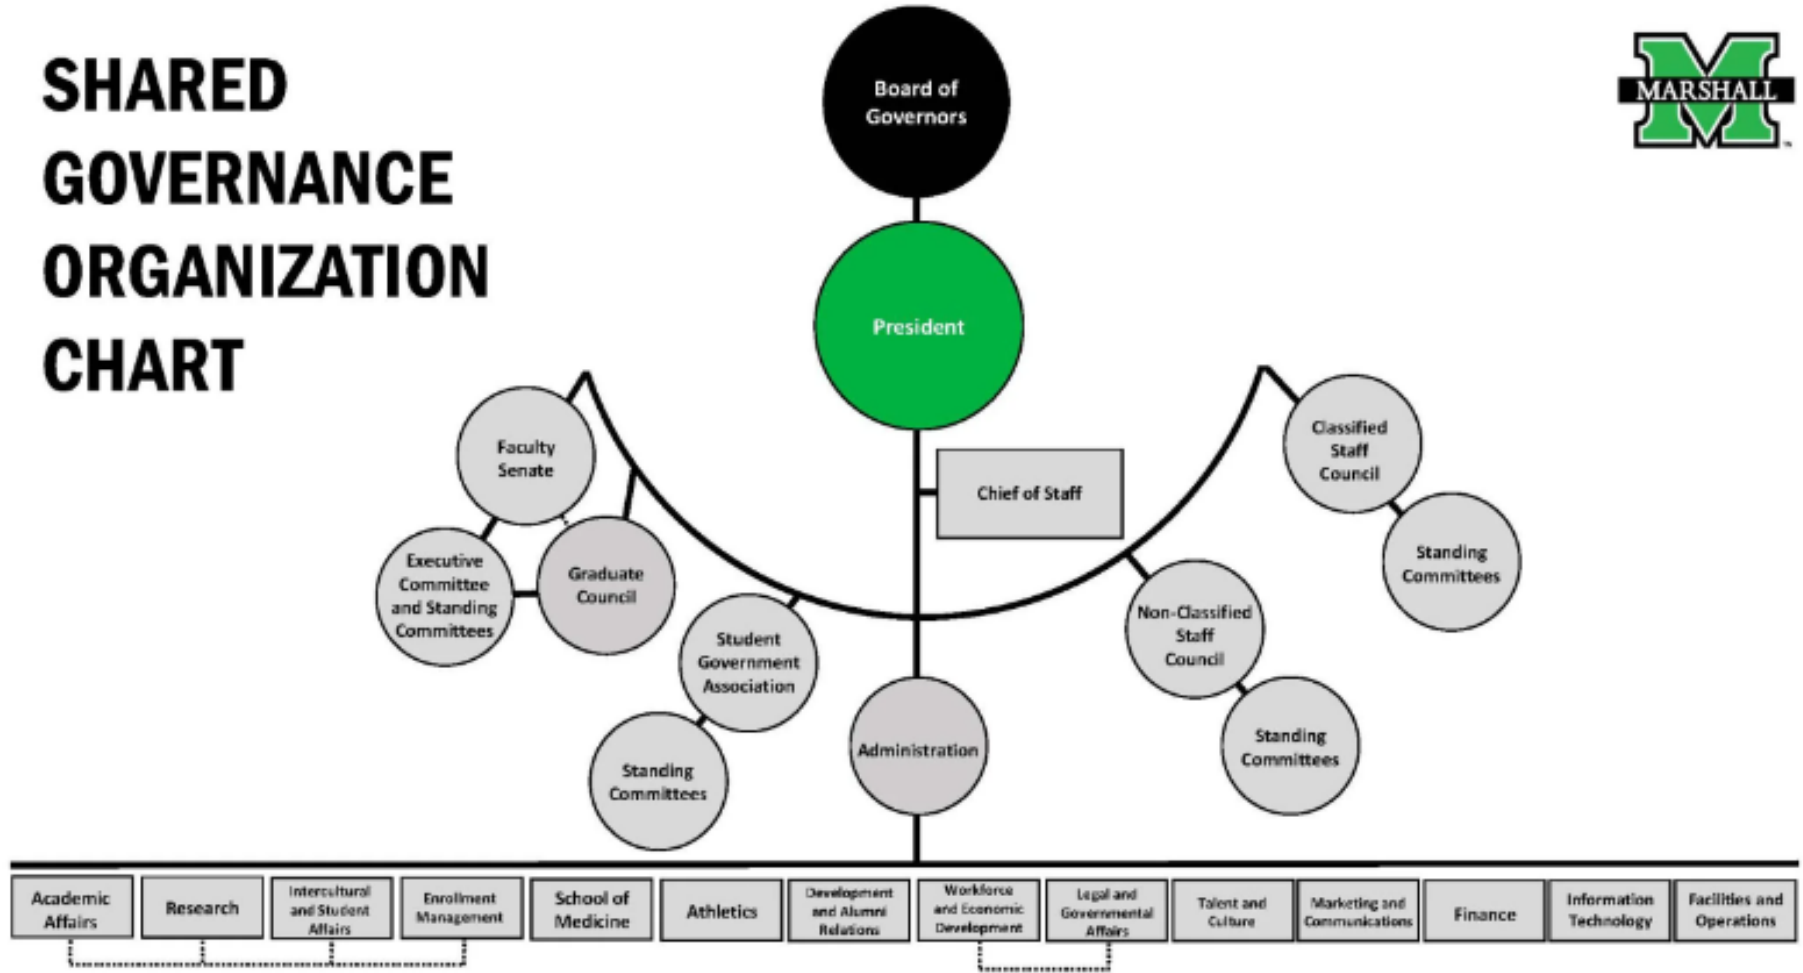 SHARED
GOVERNANCE
ORGANIZATION
CHART
MARSHALL
Board of
Governors
President
Chief of Staff
Faculty
Senate
Executive
Committee
and Standing
Committees
Graduate
Council
Student
Government
Association
Standing
Committees
Administration
Non-Classified
Staff
Council
Standing
Committees
Classified
Staff
Council
Standing
Committees
Academic
Affairs
Research
Intercultural
and Student
Affairs
Enrollment
Management
School of
Medicine
Athletics
Development
and Alumni
Relations
Workforce
and Economic
Development
Legal and
Governmental
Affairs
Talent and
Culture
Marketing and
Communications
Finance
Information
Technology
Facilities and
Operations